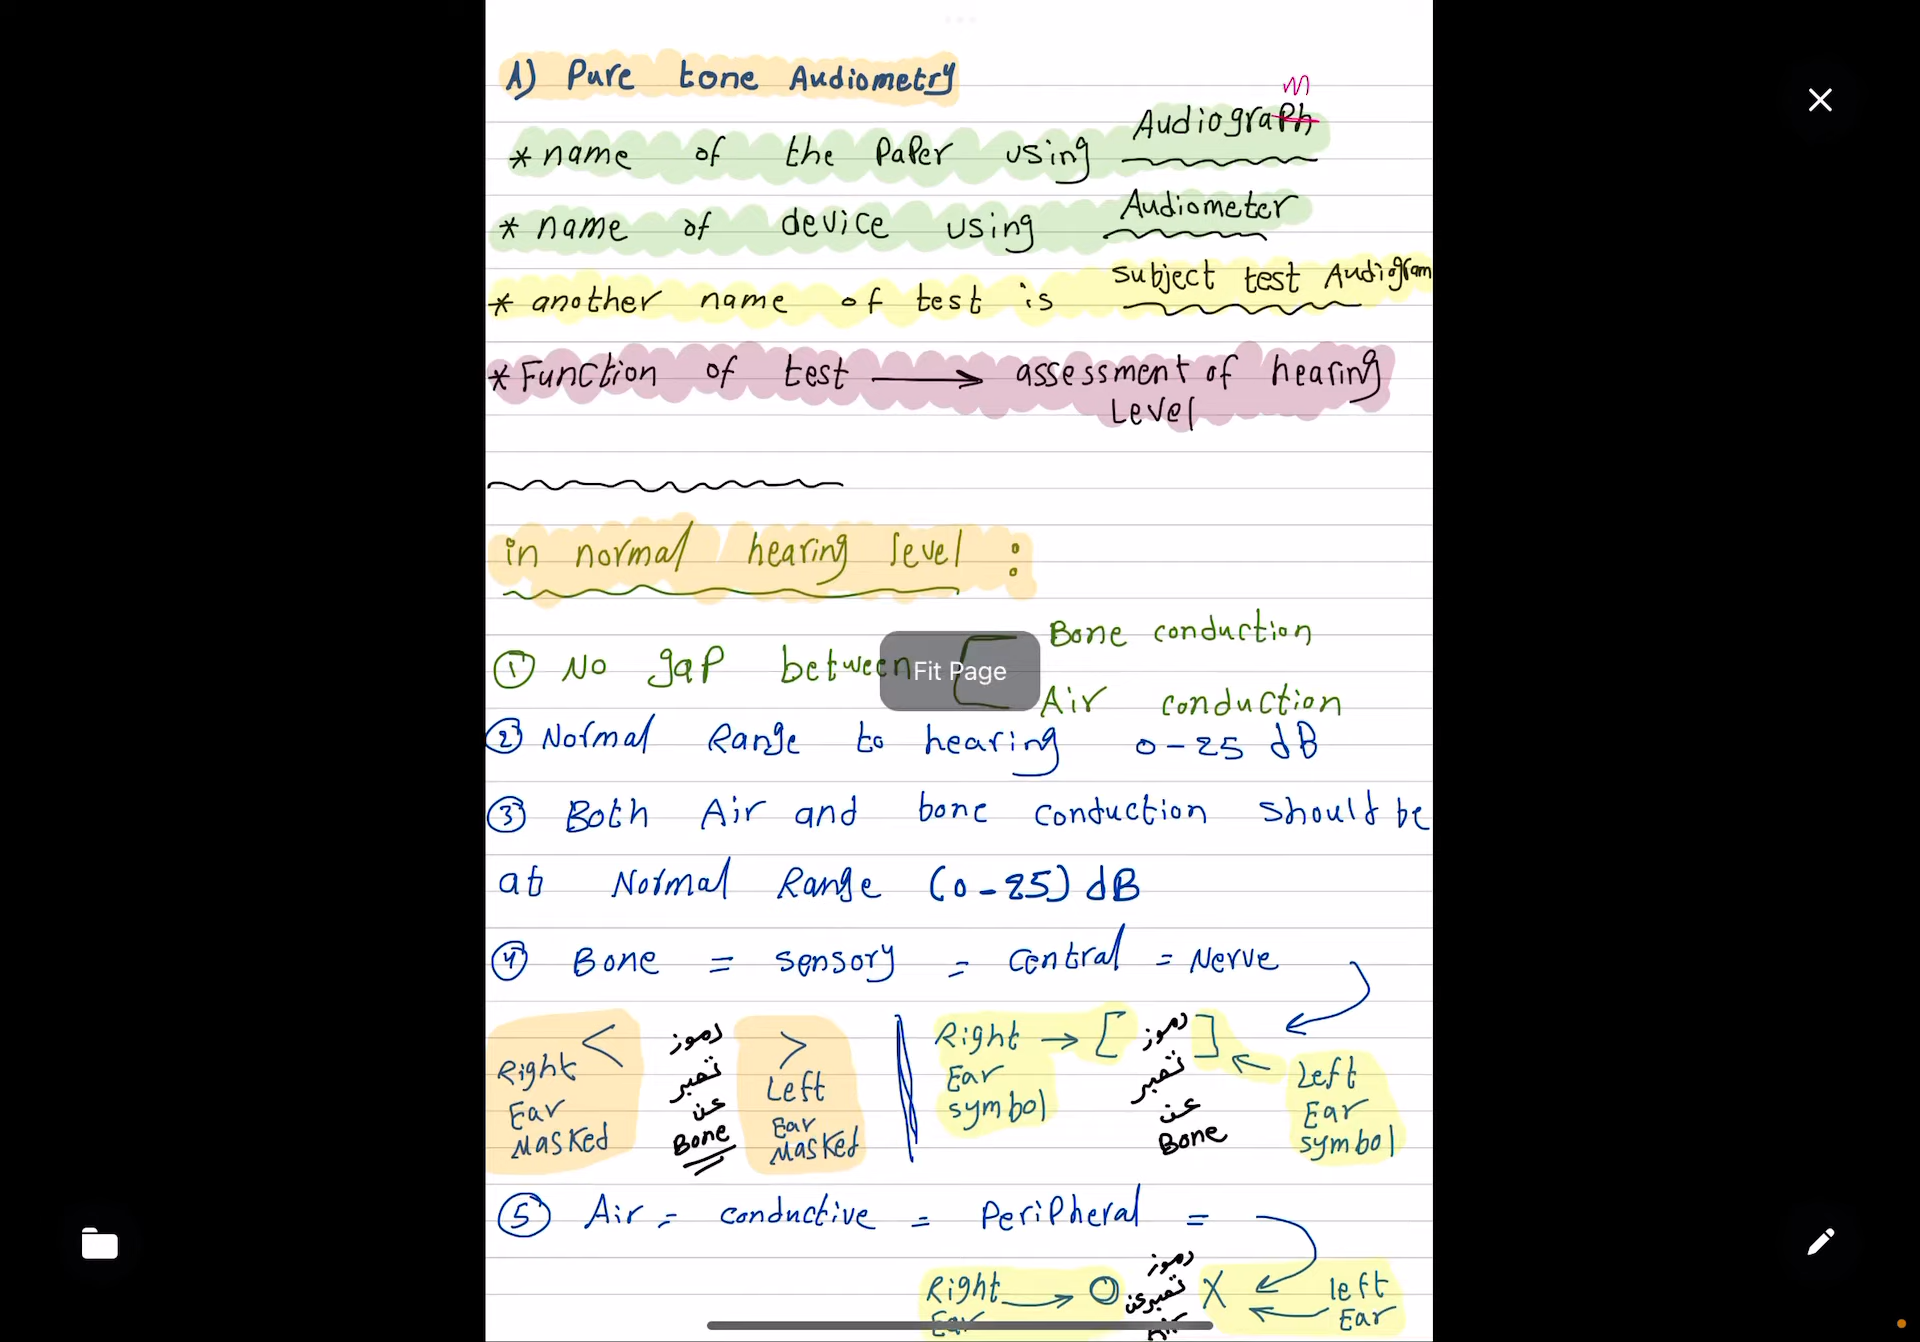 1) Pure tone Audiometry
m
* name of the Paper using Audiograph
* name of device using Audiometer
* another name of test is subject test Audiogram
* Function of test → assessment of hearing
Level
in normal hearing level :
① No gap between [ Bone conduction
Air conduction
Fit Page
② Normal Range to hearing 0-25 dB
③ Both Air and bone conduction should be
at Normal Range (0-25) dB
④ Bone = sensory = central = Nerve
Right < Ear Masked
رموز تعبر عن Bone
> Left Ear Masked
Right → [ Ear symbol
رموز تعبر عن Bone
] ← Left Ear symbol
⑤ Air = conductive = Peripheral =
Right → O Ear
رموز تعبر عن Air
X ← left Ear